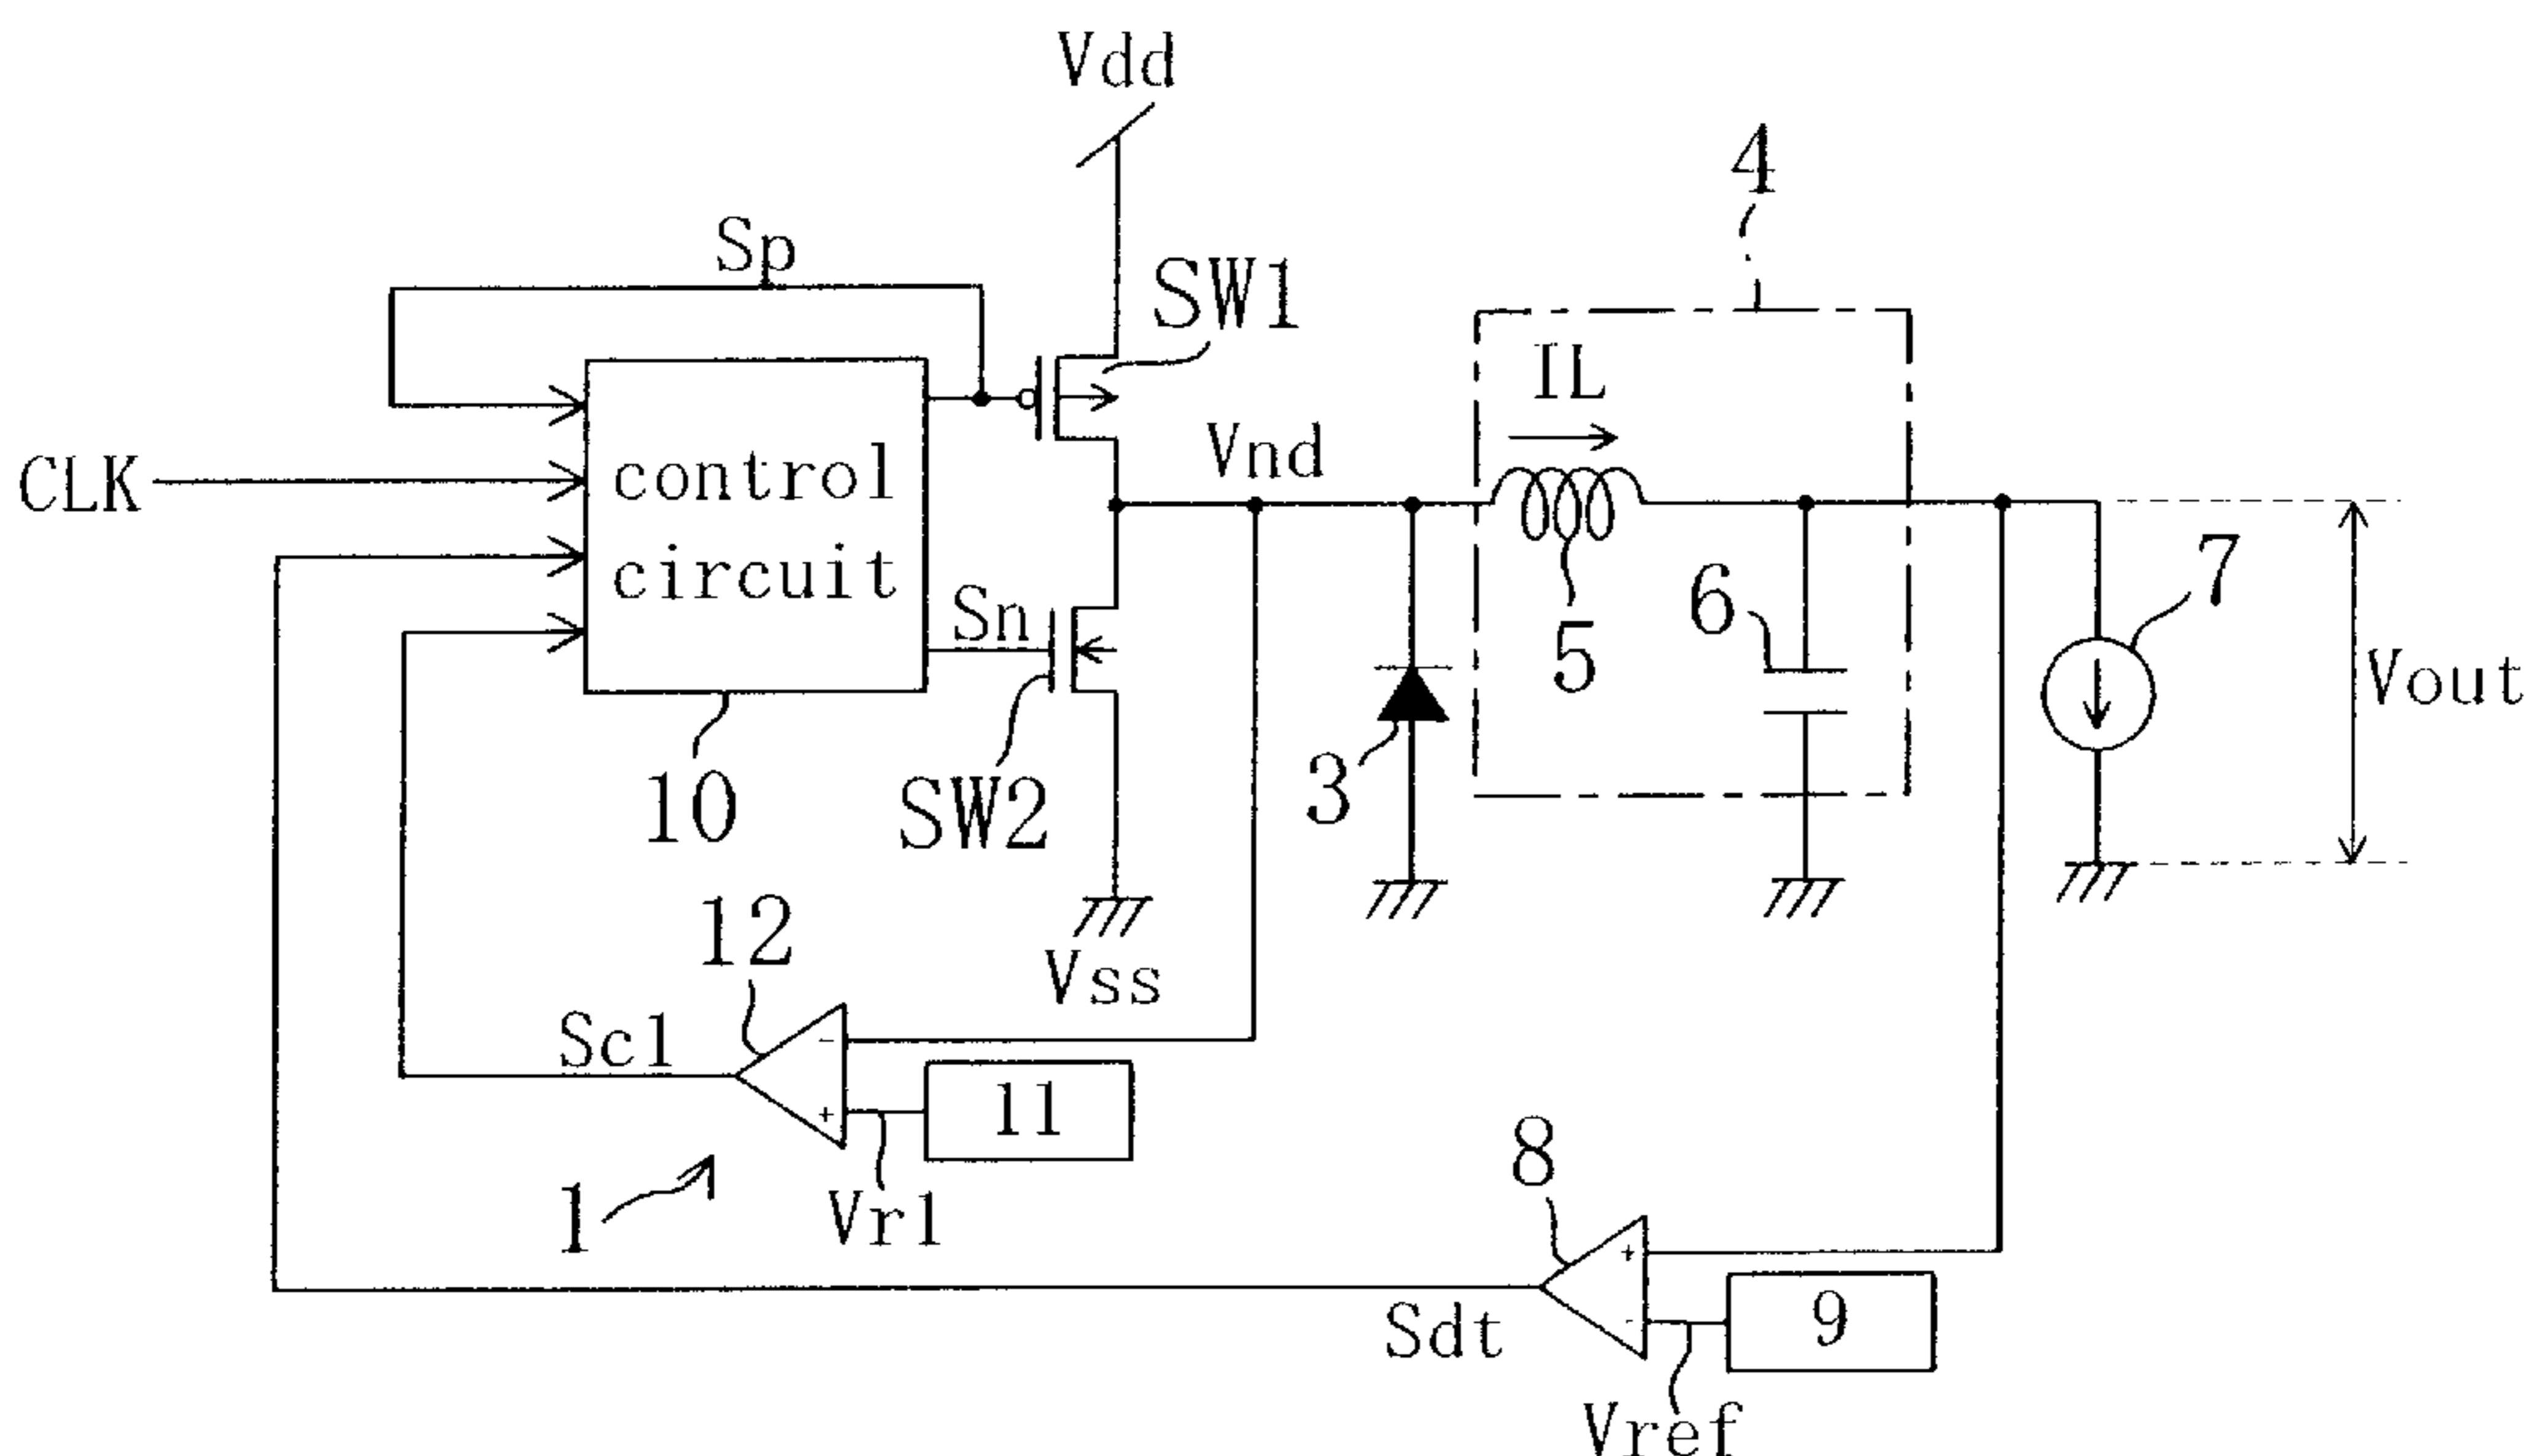 Vdd
4
Sp
SW1
IL
Vnd
CLK
control
circuit
7
Sn
6
5
Vout
3
10
SW2
12
Vss
Sc1
- 
+
11
8
1
Vr1
+
-
9
Sdt
Vref